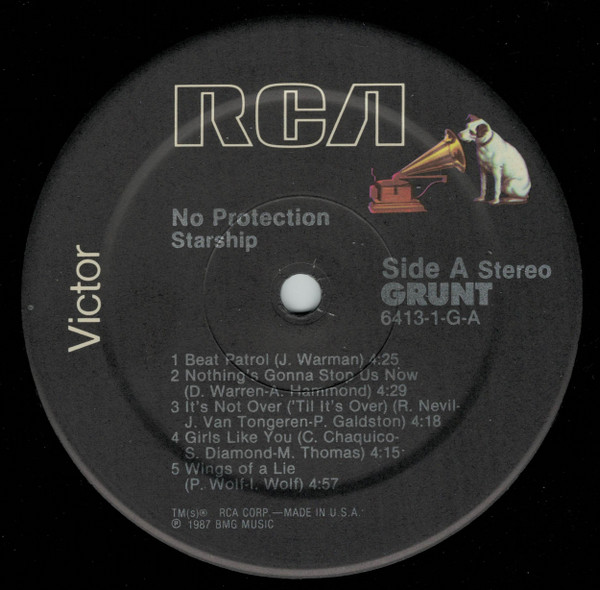 RCA
No Protection
Starship
Victor
Side A Stereo
GRUNT
6413-1-G-A
1 Beat Patrol (J. Warman) 4:25
2 Nothing's Gonna Stop Us Now
(D. Warren-A. Hammond) 4:29
3 It's Not Over ('Til It's Over) (R. Nevil-
J. Van Tongeren-P. Galdston) 4:18
4 Girls Like You (C. Chaquico-
S. Diamond-M. Thomas) 4:15
5 Wings of a Lie
(P. Wolf-I. Wolf) 4:57
TM(s)® RCA CORP.—MADE IN U.S.A.
℗ 1987 BMG MUSIC